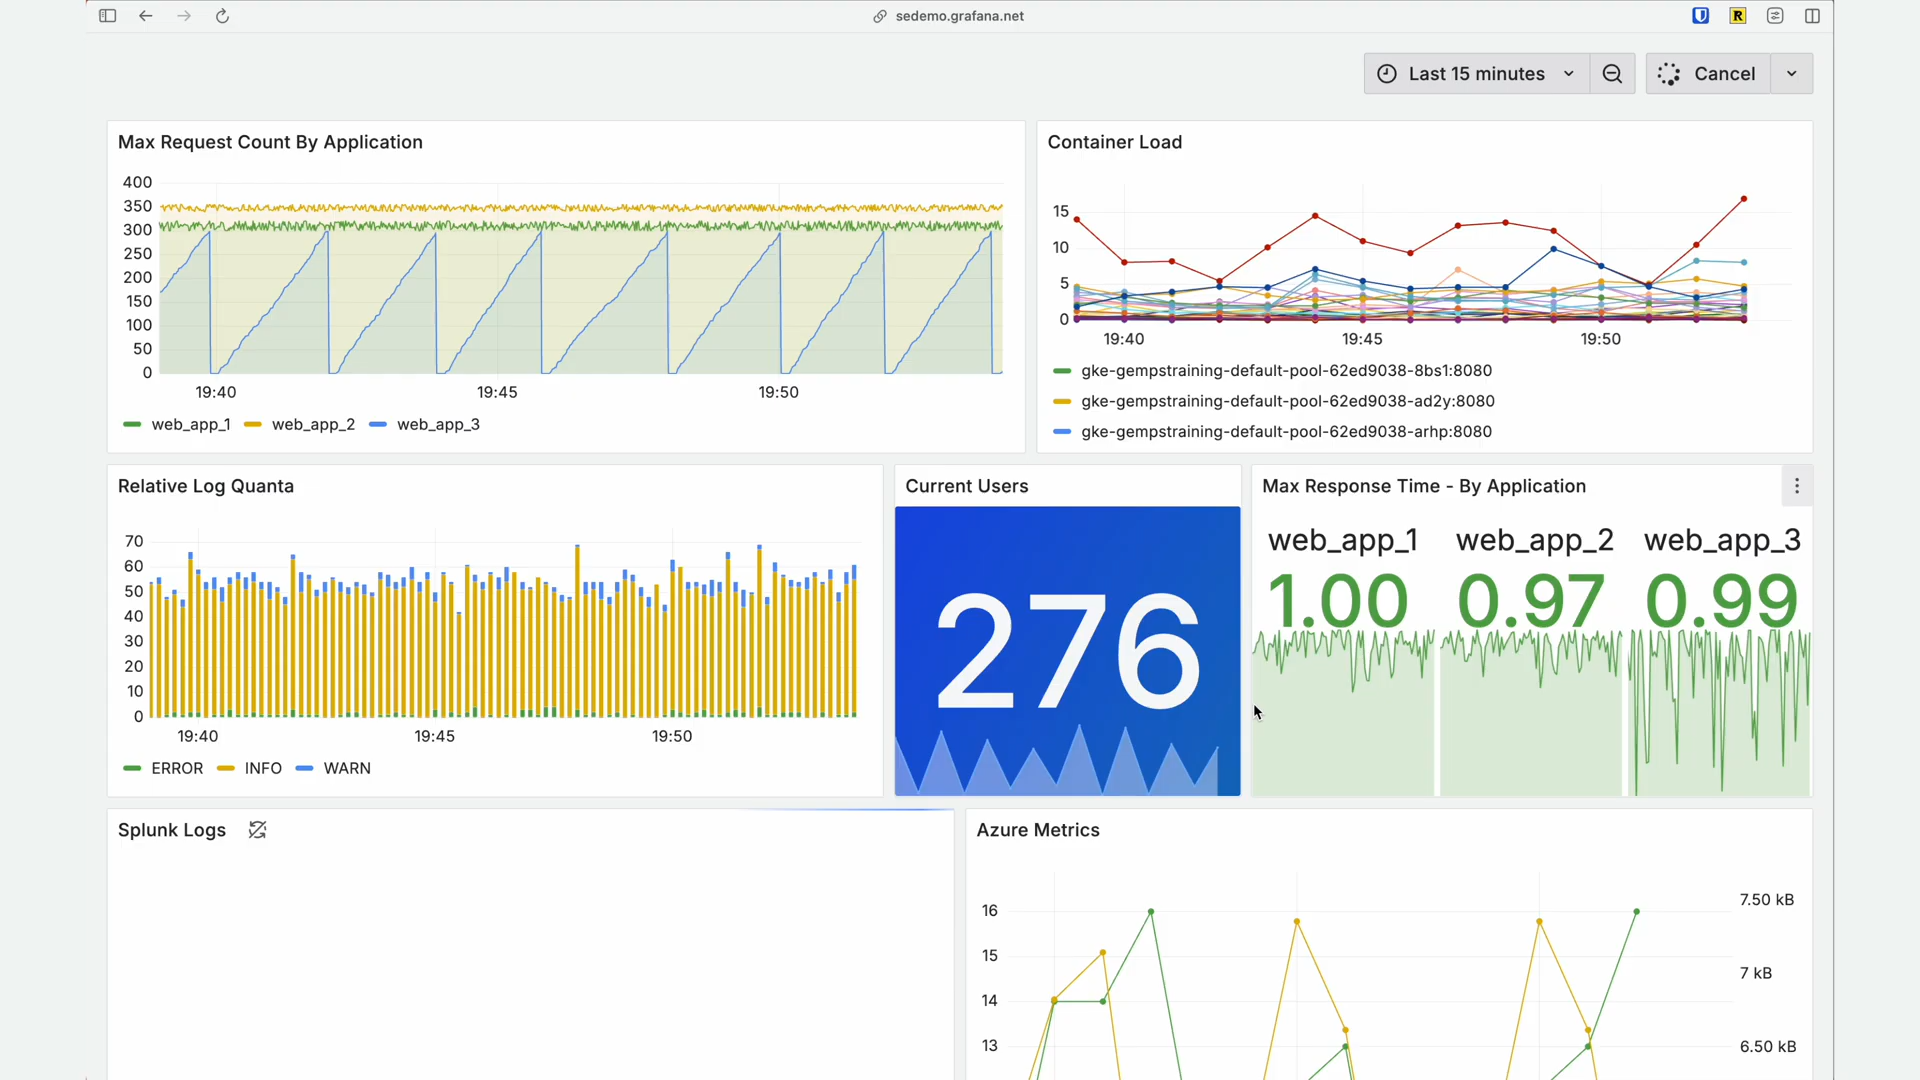 sedemo.grafana.net
R
Last 15 minutes
Cancel
Max Request Count By Application
400
350
300
250
200
150
100
50
0
19:40 19:45 19:50
web_app_1 web_app_2 web_app_3
Container Load
15
10
5
0
19:40 19:45 19:50
gke-gempstraining-default-pool-62ed9038-8bs1:8080
gke-gempstraining-default-pool-62ed9038-ad2y:8080
gke-gempstraining-default-pool-62ed9038-arhp:8080
Relative Log Quanta
70
60
50
40
30
20
10
0
19:40 19:45 19:50
ERROR INFO WARN
Current Users
276
Max Response Time - By Application
web_app_1 web_app_2 web_app_3
1.00 0.97 0.99
Splunk Logs
Azure Metrics
16
15
14
13
7.50 kB
7 kB
6.50 kB